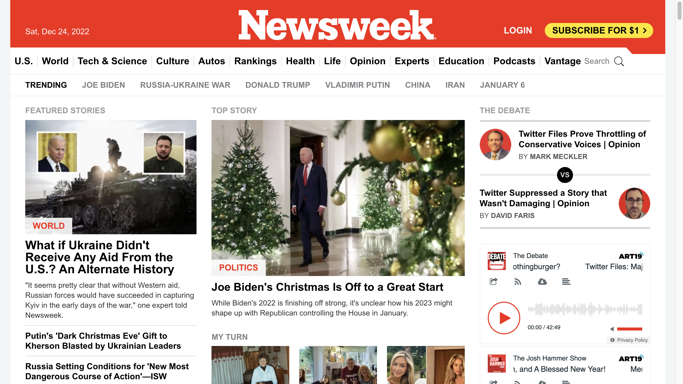 Sat, Dec 24, 2022
Newsweek
LOGIN
SUBSCRIBE FOR $1 >
U.S.
World
Tech & Science
Culture
Autos
Rankings
Health
Life
Opinion
Experts
Education
Podcasts
Vantage
Search
TRENDING
JOE BIDEN
RUSSIA-UKRAINE WAR
DONALD TRUMP
VLADIMIR PUTIN
CHINA
IRAN
JANUARY 6
FEATURED STORIES
WORLD
What if Ukraine Didn't
Receive Any Aid From the
U.S.? An Alternate History
"It seems pretty clear that without Western aid,
Russian forces would have succeeded in capturing
Kyiv in the early days of the war," one expert told
Newsweek.
Putin's 'Dark Christmas Eve' Gift to
Kherson Blasted by Ukrainian Leaders
Russia Setting Conditions for 'New Most
Dangerous Course of Action'—ISW
TOP STORY
POLITICS
Joe Biden's Christmas Is Off to a Great Start
While Biden's 2022 is finishing off strong, it's unclear how his 2023 might
shape up with Republican controlling the House in January.
MY TURN
THE DEBATE
Twitter Files Prove Throttling of
Conservative Voices | Opinion
BY MARK MECKLER
VS
Twitter Suppressed a Story that
Wasn't Damaging | Opinion
BY DAVID FARIS
DEBATE
The Debate
ART19
othingburger?
Twitter Files: Maj
00:00 / 42:49
Privacy Policy
The Josh Hammer Show
ART19
, and A Blessed New Year!
Mer